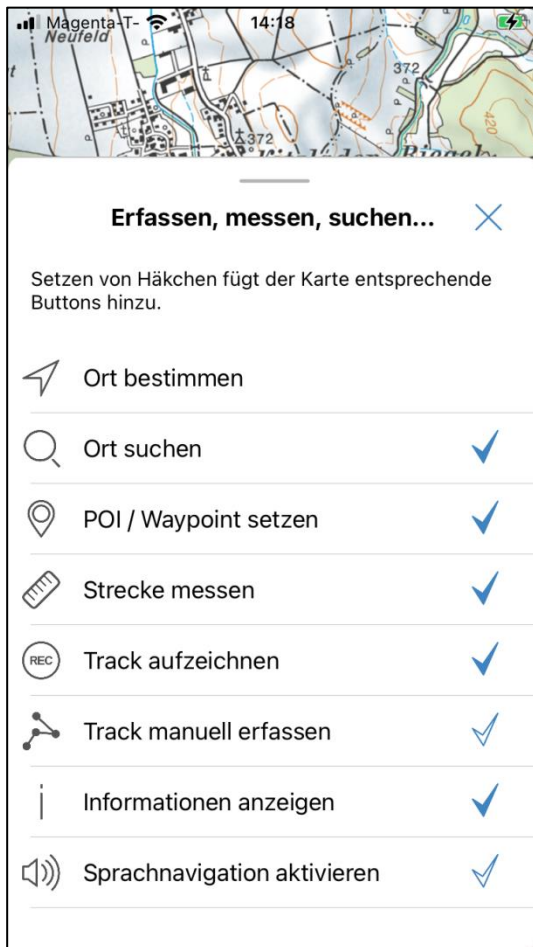 Magenta-T- 14:18
Neufeld
372
372
420
Erfassen, messen, suchen...
Setzen von Häkchen fügt der Karte entsprechende
Buttons hinzu.
Ort bestimmen
Ort suchen
POI / Waypoint setzen
Strecke messen
REC Track aufzeichnen
Track manuell erfassen
Informationen anzeigen
Sprachnavigation aktivieren